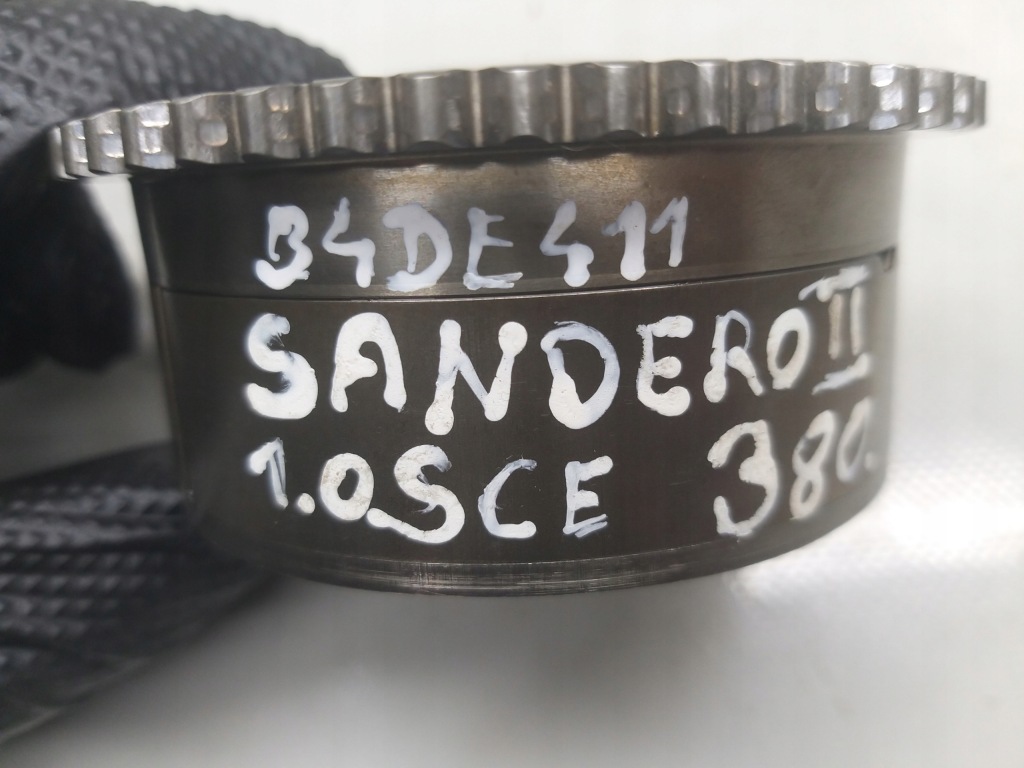 B4DE411
SANDERO II
1.0SCE 380.